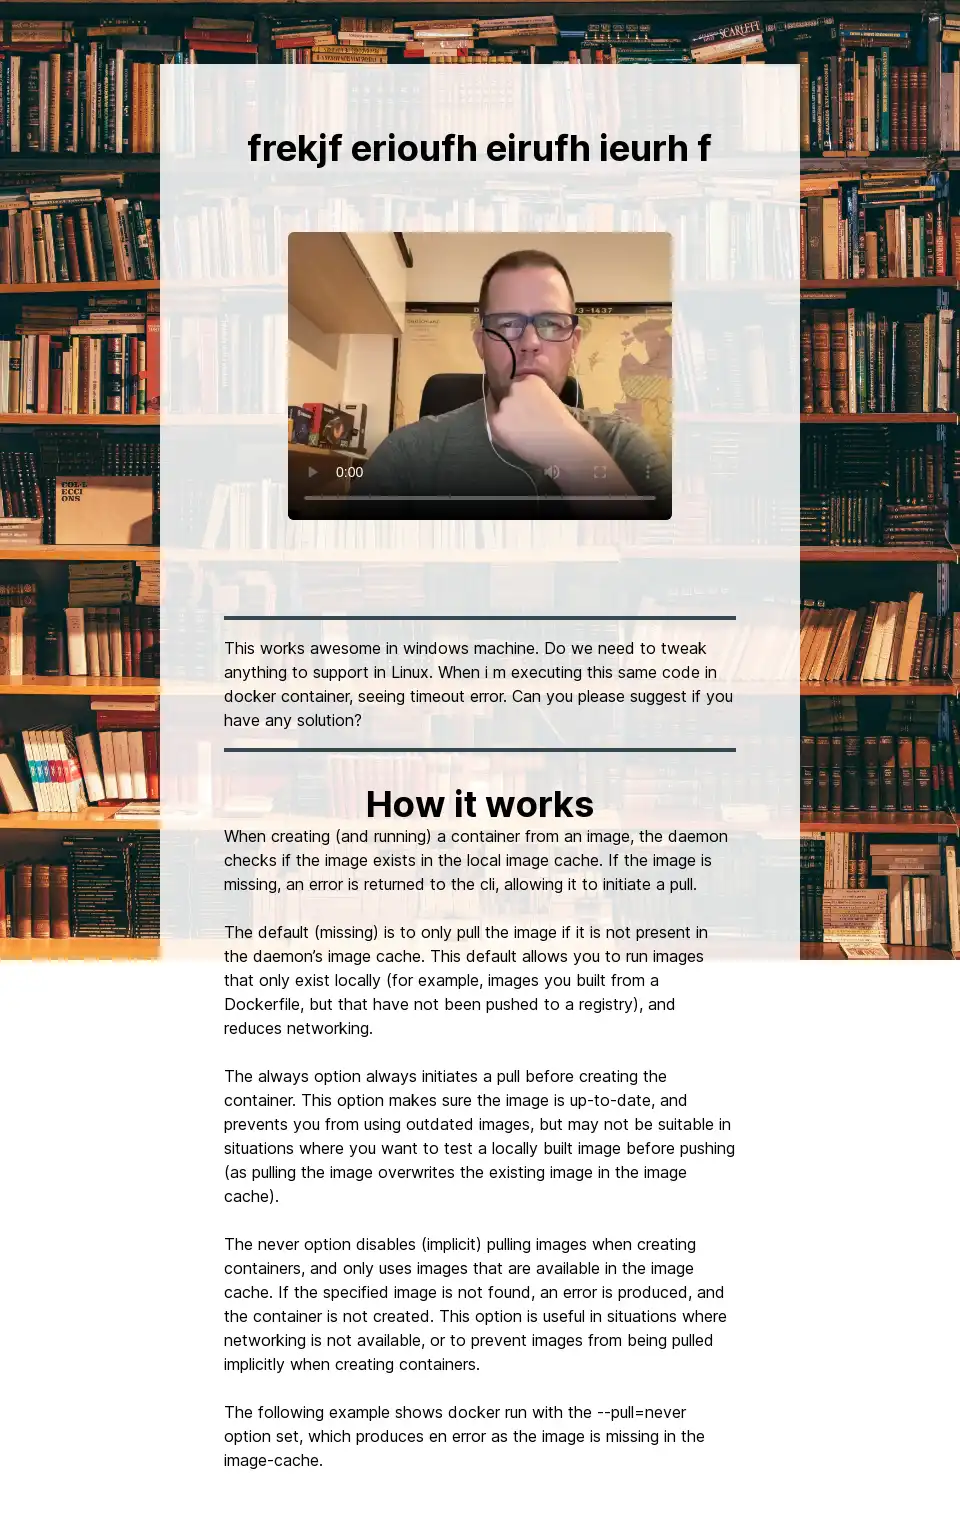 SCARLETT
frekjf erioufh eirufh ieurh f
73-1437
0:00
COL·L
ECCI
ONS
This works awesome in windows machine. Do we need to tweak
anything to support in Linux. When i m executing this same code in
docker container, seeing timeout error. Can you please suggest if you
have any solution?
How it works
When creating (and running) a container from an image, the daemon
checks if the image exists in the local image cache. If the image is
missing, an error is returned to the cli, allowing it to initiate a pull.
The default (missing) is to only pull the image if it is not present in
the daemon’s image cache. This default allows you to run images
that only exist locally (for example, images you built from a
Dockerfile, but that have not been pushed to a registry), and
reduces networking.
The always option always initiates a pull before creating the
container. This option makes sure the image is up-to-date, and
prevents you from using outdated images, but may not be suitable in
situations where you want to test a locally built image before pushing
(as pulling the image overwrites the existing image in the image
cache).
The never option disables (implicit) pulling images when creating
containers, and only uses images that are available in the image
cache. If the specified image is not found, an error is produced, and
the container is not created. This option is useful in situations where
networking is not available, or to prevent images from being pulled
implicitly when creating containers.
The following example shows docker run with the --pull=never
option set, which produces en error as the image is missing in the
image-cache.